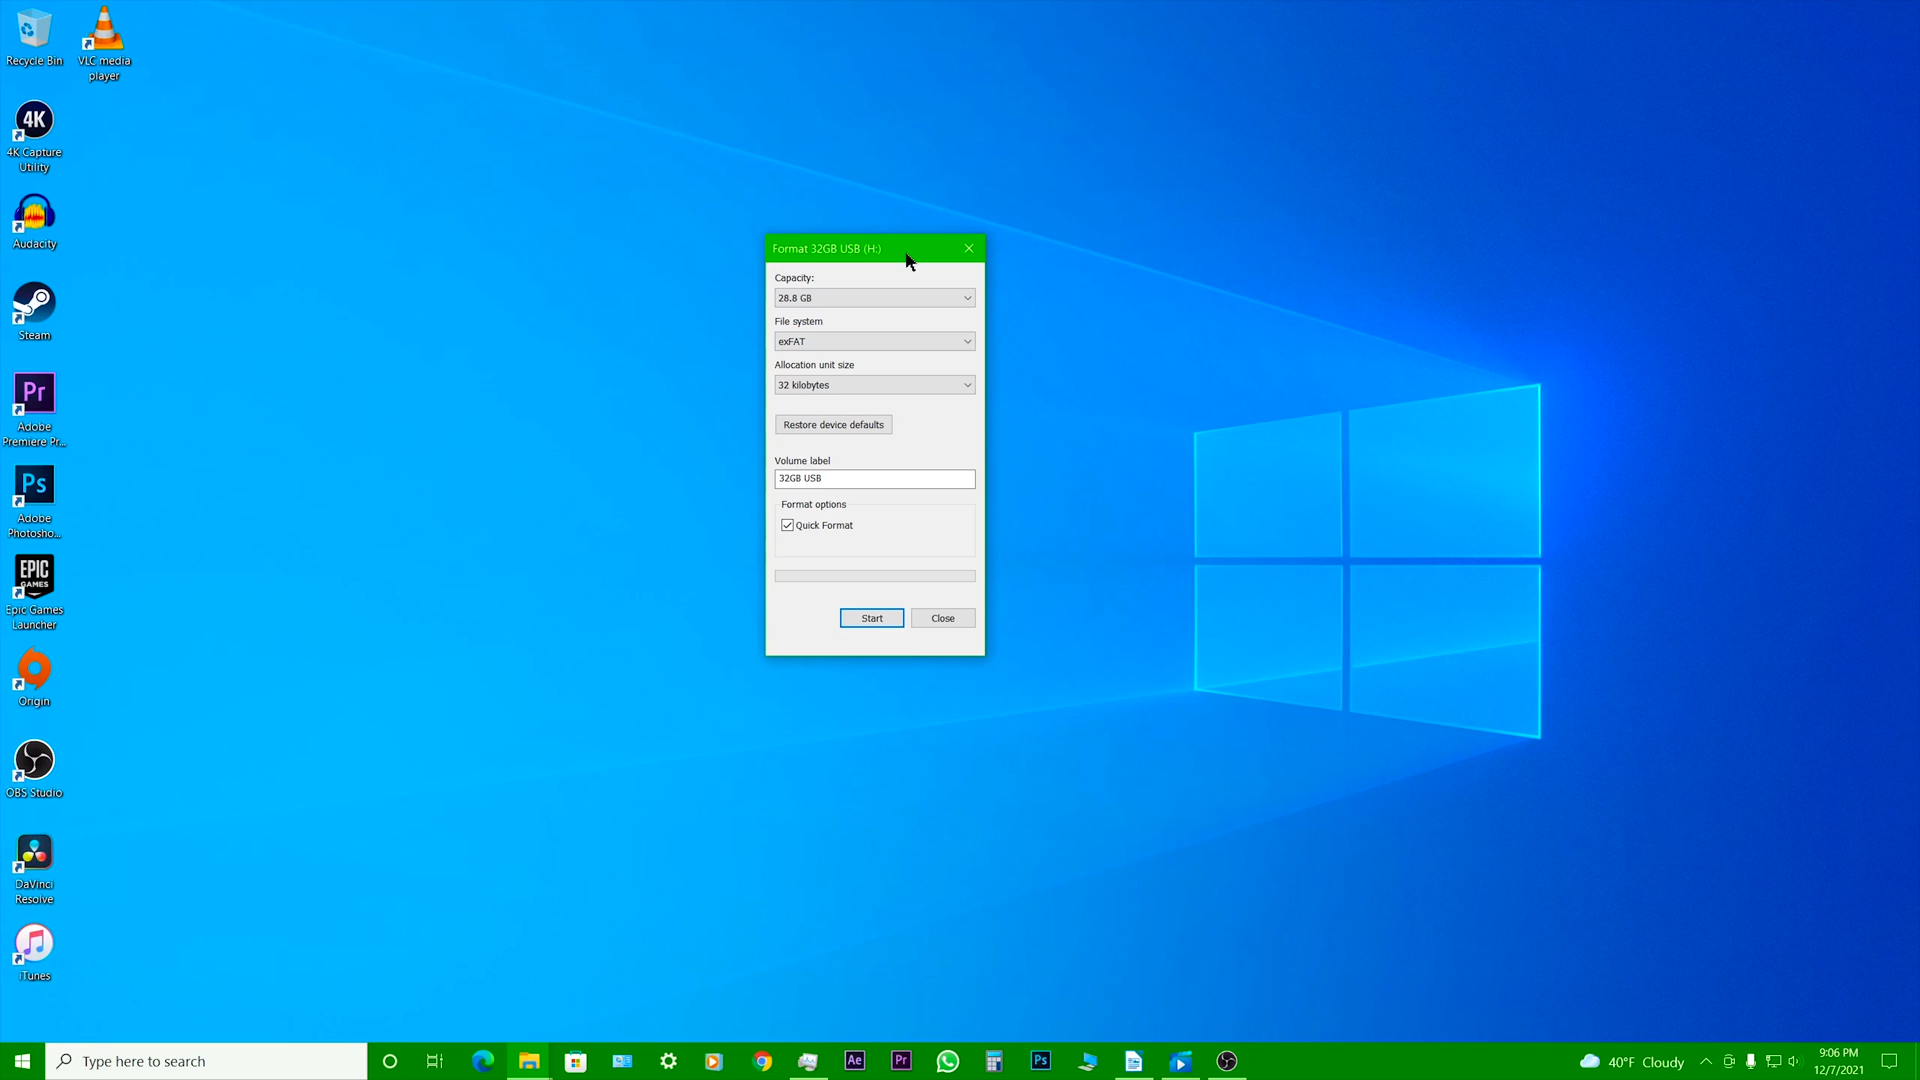 Recycle Bin
VLC media
player
4K
4K Capture
Utility
Audacity
Steam
Pr
Adobe
Premiere Pr...
Ps
Adobe
Photosho...
EPIC
GAMES
Epic Games
Launcher
Origin
OBS Studio
DaVinci
Resolve
iTunes
Format 32GB USB (H:)
Capacity:
28.8 GB
File system
exFAT
Allocation unit size
32 kilobytes
Restore device defaults
Volume label
32GB USB
Format options
Quick Format
Start
Close
Type here to search
Ae
Pr
Ps
40°F Cloudy
9:06 PM
12/7/2021